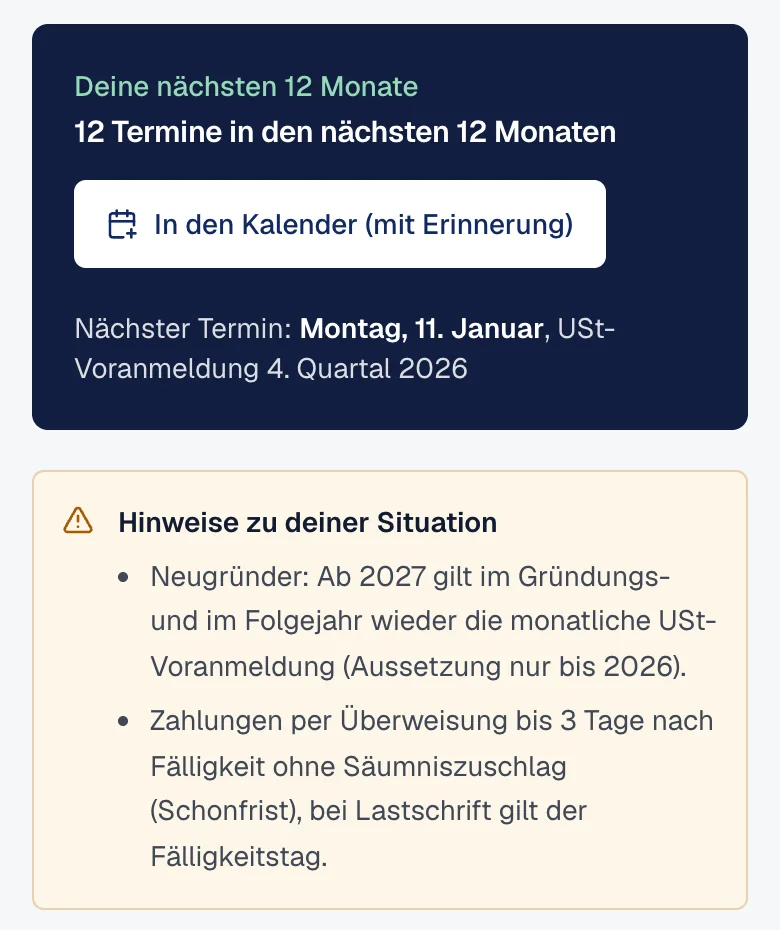 Deine nächsten 12 Monate
12 Termine in den nächsten 12 Monaten
In den Kalender (mit Erinnerung)
Nächster Termin: Montag, 11. Januar, USt-
Voranmeldung 4. Quartal 2026
Hinweise zu deiner Situation
• Neugründer: Ab 2027 gilt im Gründungs-
und im Folgejahr wieder die monatliche USt-
Voranmeldung (Aussetzung nur bis 2026).
• Zahlungen per Überweisung bis 3 Tage nach
Fälligkeit ohne Säumniszuschlag
(Schonfrist), bei Lastschrift gilt der
Fälligkeitstag.